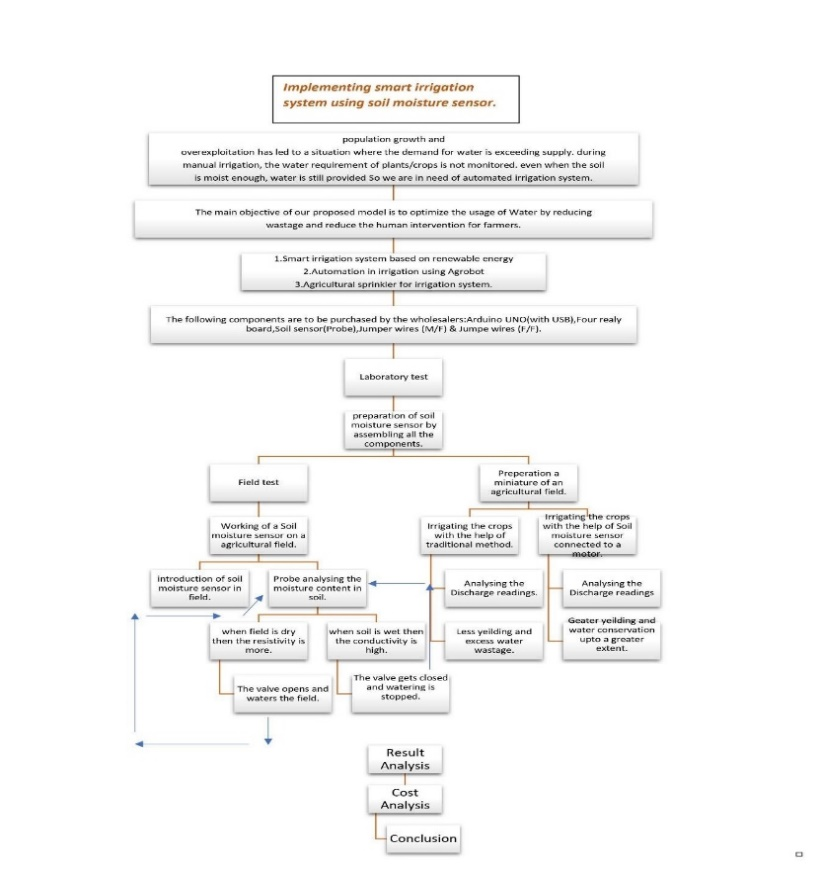 Implementing smart irrigation
system using soil moisture sensor.
population growth and
overexploitation has led to a situation where the demand for water is exceeding supply. during
manual irrigation, the water requirement of plants/crops is not monitored. even when the soil
is moist enough, water is still provided So we are in need of automated irrigation system.
The main objective of our proposed model is to optimize the usage of Water by reducing
wastage and reduce the human intervention for farmers.
1.Smart irrigation system based on renewable energy
2.Automation in irrigation using Agrobot
3.Agricultural sprinkler for irrigation system.
The following components are to be purchased by the wholesalers:Arduino UNO(with USB),Four realy
board,Soil sensor(Probe),Jumper wires (M/F) & Jumpe wires (F/F).
Laboratory test
preparation of soil
moisture sensor by
assembling all the
components.
Field test
Preperation a
miniature of an
agricultural field.
Working of a Soil
moisture sensor on a
agricultural field.
Irrigating the crops
with the help of
traditional method.
Irrigating the crops
with the help of Soil
moisture sensor
connected to a
motor.
introduction of soil
moisture sensor in
field.
Probe analysing the
moisture content in
soil.
Analysing the
Discharge readings.
Analysing the
Discharge readings
when field is dry
then the resistivity is
more.
when soil is wet then
the conductivity is
high.
Less yeilding and
excess water
wastage.
Geater yeilding and
water conservation
upto a greater
extent.
The valve opens and
waters the field.
The valve gets closed
and watering is
stopped.
Result
Analysis
Cost
Analysis
Conclusion